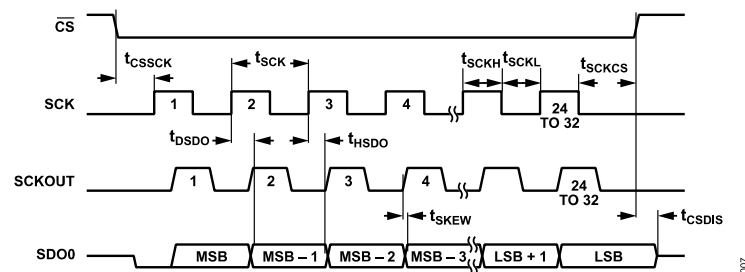 CS
tCSSCK
tSCK
tSCKH
tSCKL
tSCKCS
SCK
1
2
3
4
24
TO 32
tDSDO
tHSDO
SCKOUT
1
2
3
4
24
TO 32
tSKEW
tCSDIS
SDO0
MSB
MSB – 1
MSB – 2
MSB – 3
LSB + 1
LSB